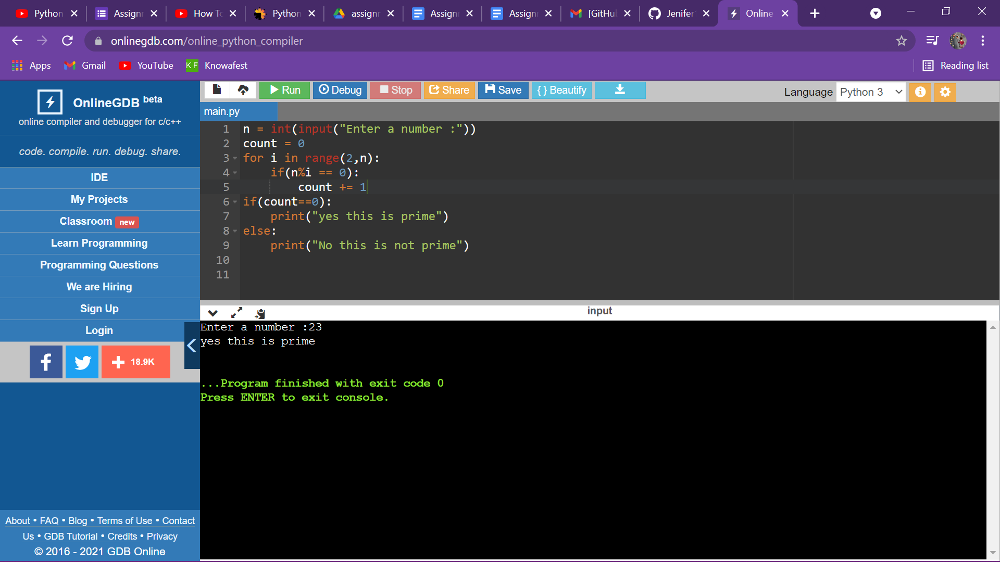 Python
Assignr
How To
Python
assignr
Assign
Assign
[GitHu
Jenifer
Online
onlinegdb.com/online_python_compiler
Apps
Gmail
YouTube
KF
Knowafest
Reading list
OnlineGDB beta
online compiler and debugger for c/c++
code. compile. run. debug. share.
IDE
My Projects
Classroom new
Learn Programming
Programming Questions
We are Hiring
Sign Up
Login
18.9K
About • FAQ • Blog • Terms of Use • Contact
Us • GDB Tutorial • Credits • Privacy
© 2016 - 2021 GDB Online
Run
Debug
Stop
Share
Save
{ } Beautify
Language Python 3
main.py
1 n = int(input("Enter a number :"))
2 count = 0
3 for i in range(2,n):
4     if(n%i == 0):
5         count += 1
6 if(count==0):
7     print("yes this is prime")
8 else:
9     print("No this is not prime")
10
11
input
Enter a number :23
yes this is prime
...Program finished with exit code 0
Press ENTER to exit console.